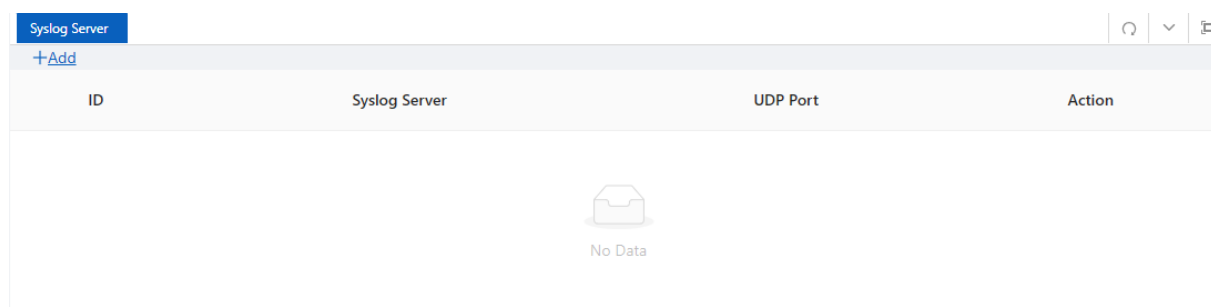 Syslog Server
+Add
ID Syslog Server UDP Port Action
No Data